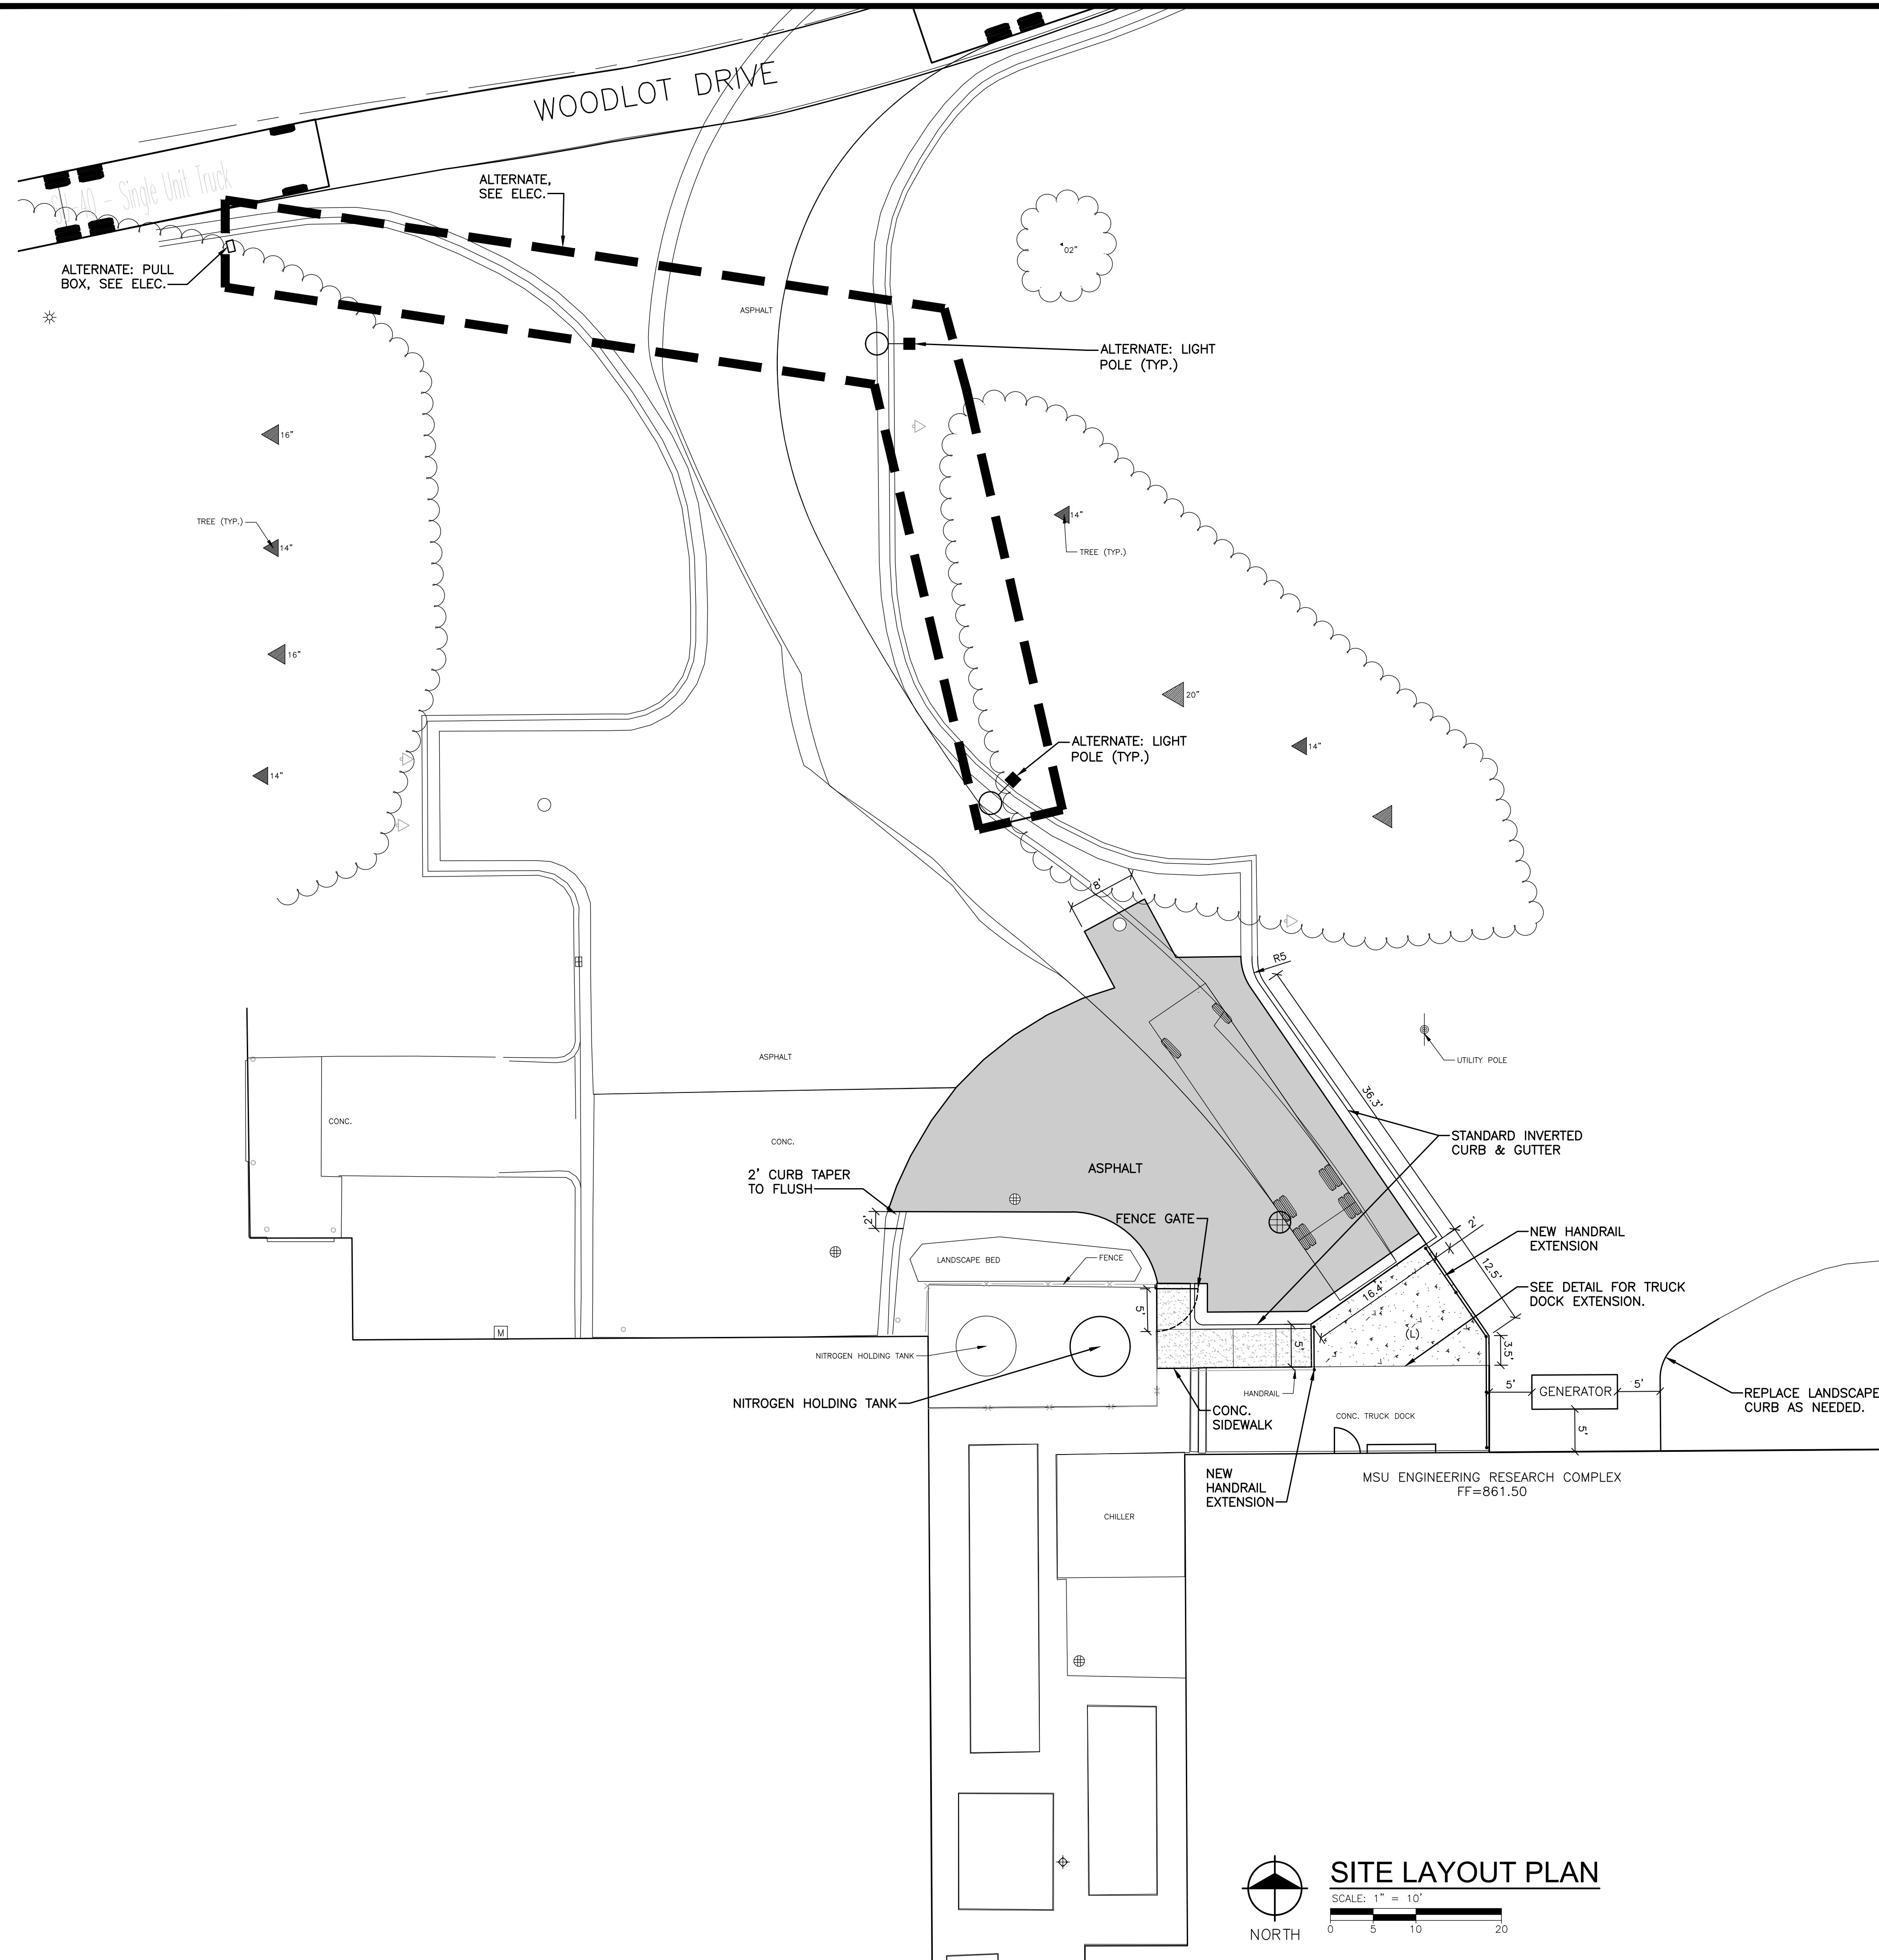 WOODLOT DRIVE
SU-40 - Single Unit Truck
ALTERNATE,
SEE ELEC.
ALTERNATE: PULL
BOX, SEE ELEC.
02"
ASPHALT
ALTERNATE: LIGHT
POLE (TYP.)
16"
TREE (TYP.)
14"
14"
TREE (TYP.)
16"
20"
14"
ALTERNATE: LIGHT
POLE (TYP.)
14"
8'
R5
UTILITY POLE
ASPHALT
36.3'
CONC.
CONC.
STANDARD INVERTED
CURB & GUTTER
ASPHALT
2' CURB TAPER
TO FLUSH
2'
FENCE GATE
2'
NEW HANDRAIL
EXTENSION
LANDSCAPE BED
FENCE
12.5'
16.4'
SEE DETAIL FOR TRUCK
DOCK EXTENSION.
5'
(L)
M
5'
3.5'
NITROGEN HOLDING TANK
HANDRAIL
5'
GENERATOR
5'
REPLACE LANDSCAPE
CURB AS NEEDED.
NITROGEN HOLDING TANK
CONC.
SIDEWALK
CONC. TRUCK DOCK
5'
NEW
HANDRAIL
EXTENSION
MSU ENGINEERING RESEARCH COMPLEX
FF=861.50
CHILLER
SITE LAYOUT PLAN
SCALE: 1" = 10'
NORTH
0 5 10 20